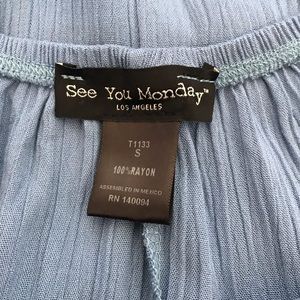 See You Monday™
LOS ANGELES
T1133
S
100% RAYON
ASSEMBLED IN MEXICO
RN 140094